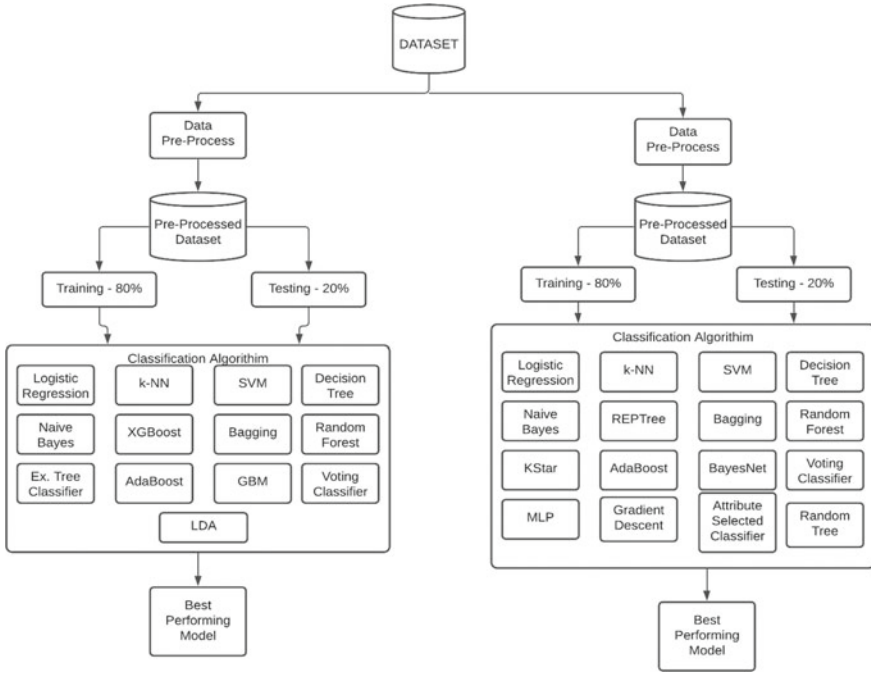 DATASET
Data
Pre-Process
Pre-Processed
Dataset
Training - 80%
Testing - 20%
Classification Algorithim
Logistic
Regression
k-NN
SVM
Decision
Tree
Naive
Bayes
XGBoost
Bagging
Random
Forest
Ex. Tree
Classifier
AdaBoost
GBM
Voting
Classifier
LDA
Best
Performing
Model
Data
Pre-Process
Pre-Processed
Dataset
Training - 80%
Testing - 20%
Classification Algorithim
Logistic
Regression
k-NN
SVM
Decision
Tree
Naive
Bayes
REPTree
Bagging
Random
Forest
KStar
AdaBoost
BayesNet
Voting
Classifier
MLP
Gradient
Descent
Attribute
Selected
Classifier
Random
Tree
Best
Performing
Model